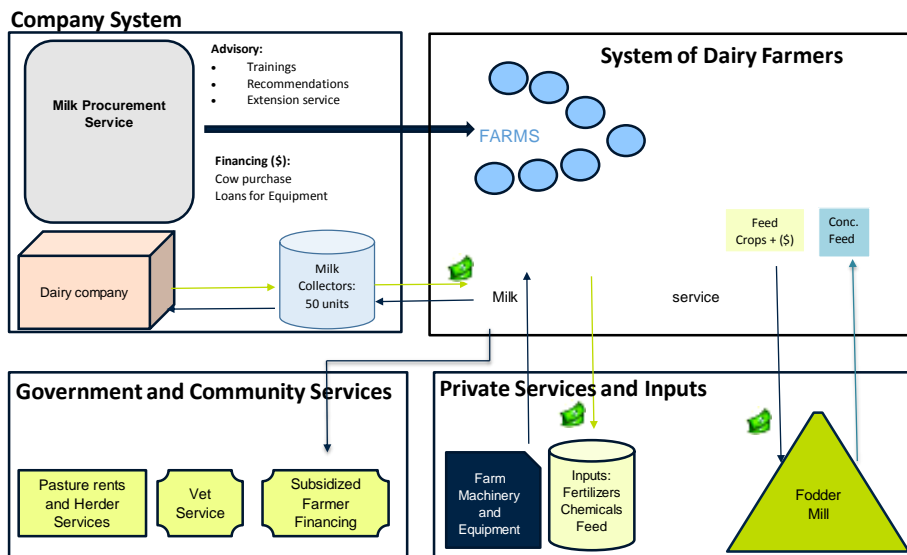 Company System
Milk Procurement
Service
Advisory:
• Trainings
• Recommendations
• Extension service
Financing ($):
Cow purchase
Loans for Equipment
Dairy company
Milk
Collectors:
50 units
System of Dairy Farmers
FARMS
Feed
Crops + ($)
Conc.
Feed
Milk
service
Government and Community Services
Pasture rents
and Herder
Services
Vet
Service
Subsidized
Farmer
Financing
Private Services and Inputs
Farm
Machinery
and
Equipment
Inputs:
Fertilizers
Chemicals
Feed
Fodder
Mill